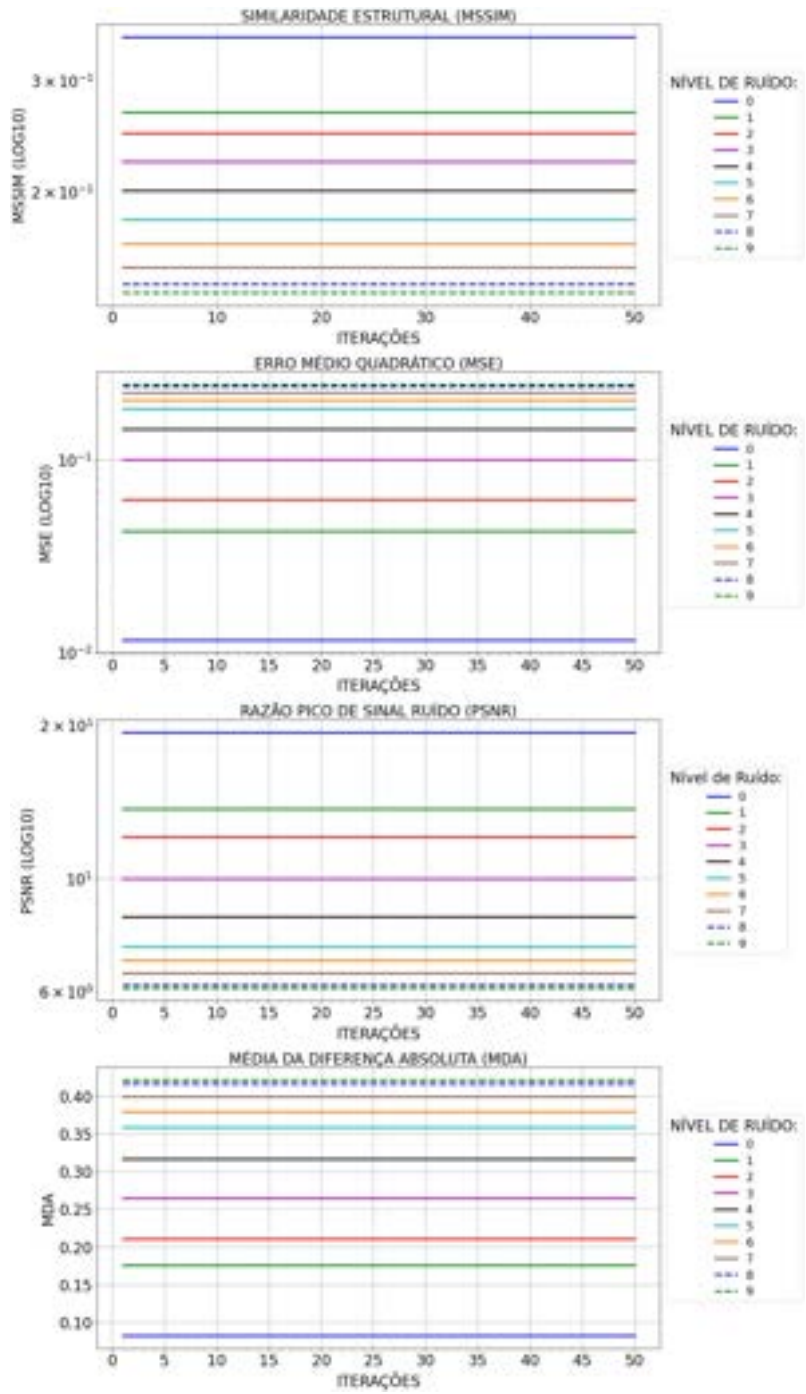 SIMILARIDADE ESTRUTURAL (MSSIM)
MSSIM (LOG10)
3 × 10⁻¹
2 × 10⁻¹
0 10 20 30 40 50
ITERAÇÕES
NÍVEL DE RUÍDO:
0
1
2
3
4
5
6
7
8
9
ERRO MÉDIO QUADRÁTICO (MSE)
MSE (LOG10)
10⁻¹
10⁻²
0 5 10 15 20 25 30 35 40 45 50
ITERAÇÕES
NÍVEL DE RUÍDO:
0
1
2
3
4
5
6
7
8
9
RAZÃO PICO DE SINAL RUÍDO (PSNR)
PSNR (LOG10)
2 × 10¹
10¹
6 × 10⁰
0 5 10 15 20 25 30 35 40 45 50
ITERAÇÕES
Nível de Ruído:
0
1
2
3
4
5
6
7
8
9
MÉDIA DA DIFERENÇA ABSOLUTA (MDA)
MDA
0.40
0.35
0.30
0.25
0.20
0.15
0.10
0 5 10 15 20 25 30 35 40 45 50
ITERAÇÕES
NÍVEL DE RUÍDO:
0
1
2
3
4
5
6
7
8
9